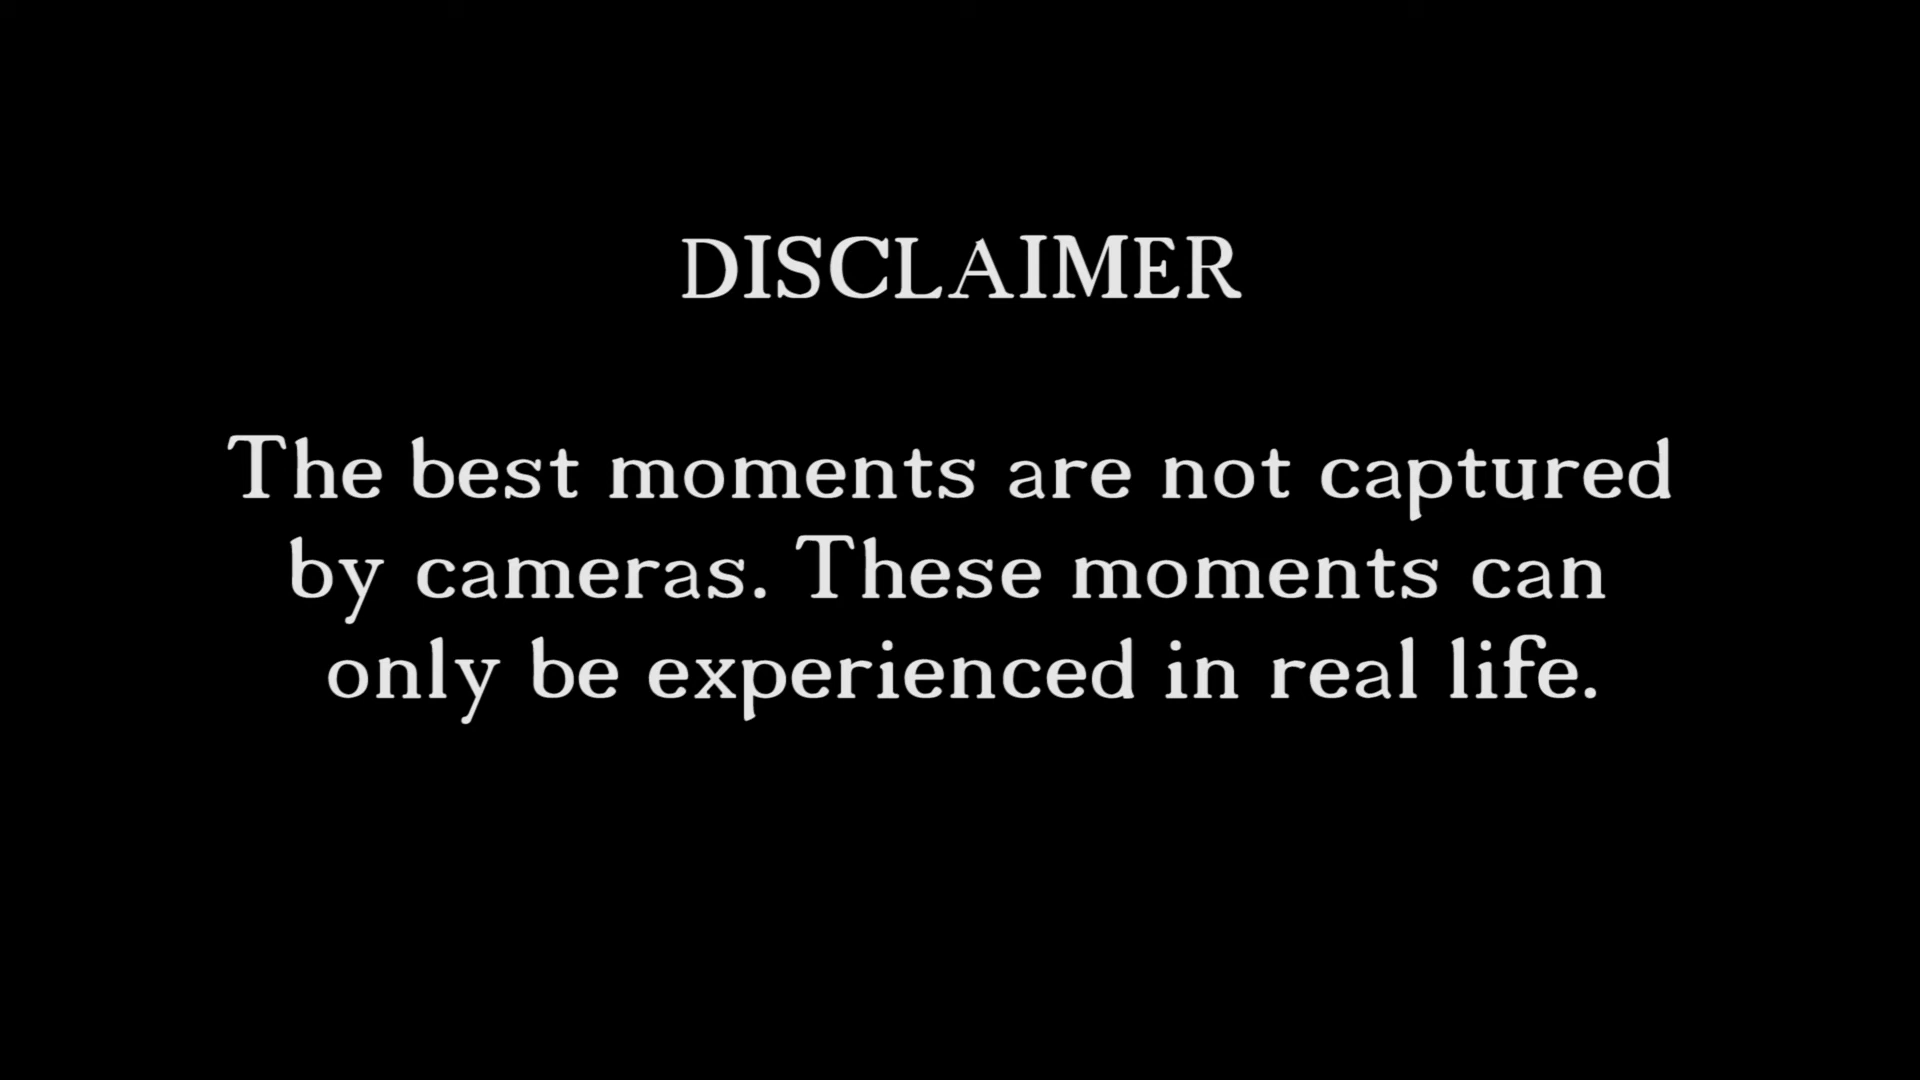 DISCLAIMER
The best moments are not captured
by cameras. These moments can
only be experienced in real life.